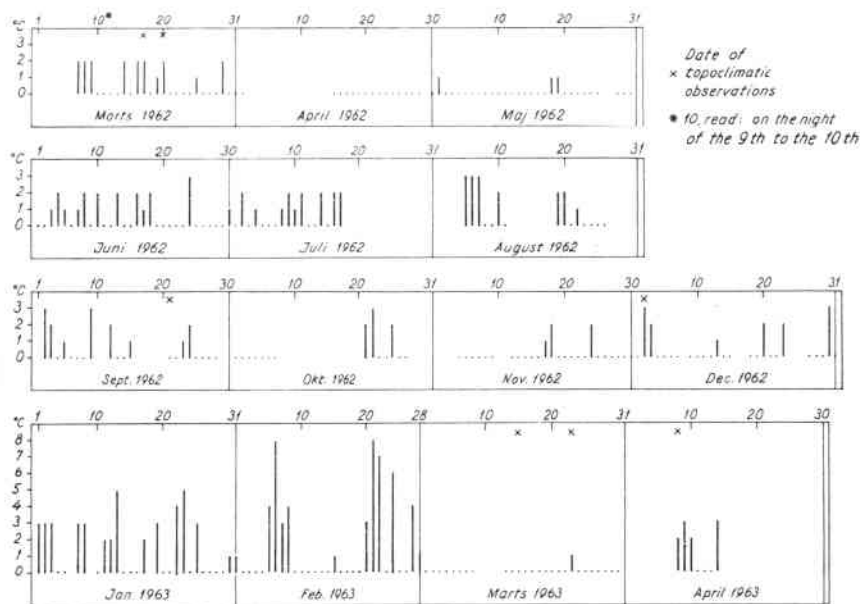 1 10* 20 31 10 20 30 10 20 31
°C
3
2
1
0
Marts 1962 April 1962 Maj 1962
Date of
× topoclimatic
observations
* 10, read: on the night
of the 9th to the 10th
1 10 20 30 10 20 31 10 20 31
°C
3
2
1
0
Juni 1962 Juli 1962 August 1962
1 10 20 30 10 20 31 10 20 30 10 20 31
°C
3
2
1
0
Sept. 1962 Okt. 1962 Nov. 1962 Dec. 1962
1 10 20 31 10 20 28 10 20 31 10 20 30
°C
8
7
6
5
4
3
2
1
0
Jan. 1963 Feb. 1963 Marts 1963 April 1963